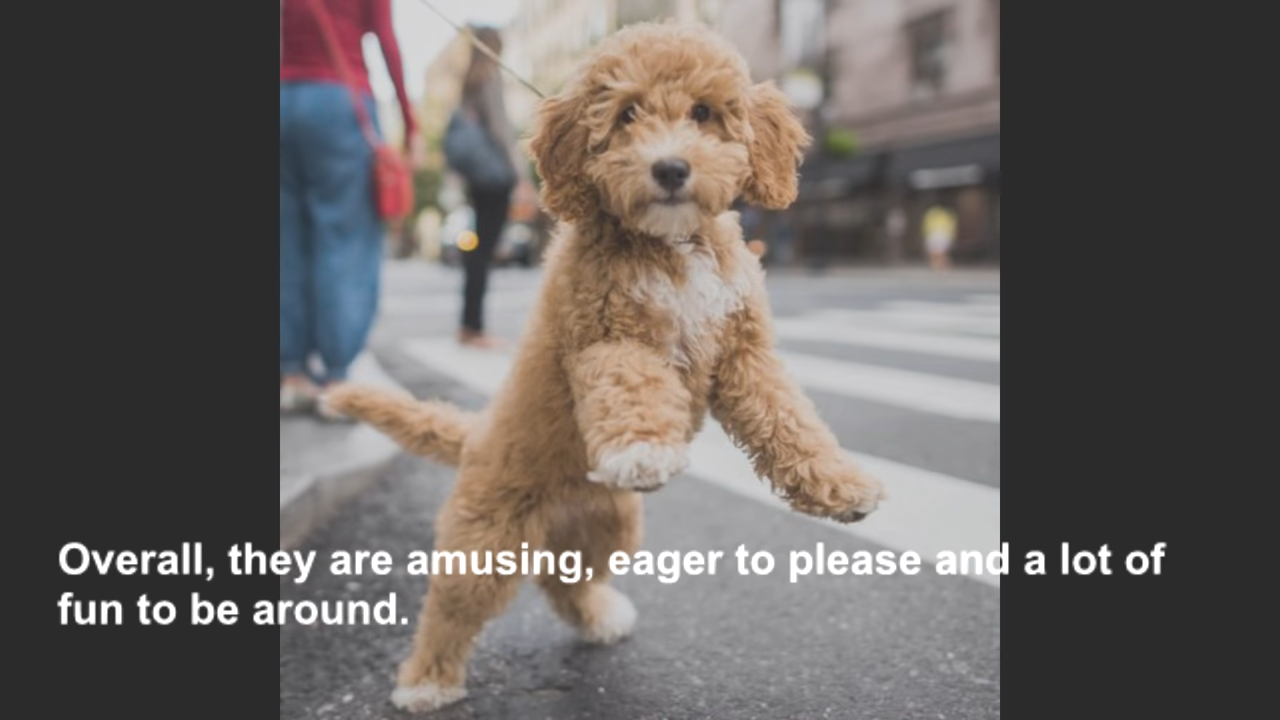 Overall, they are amusing, eager to please and a lot of
fun to be around.